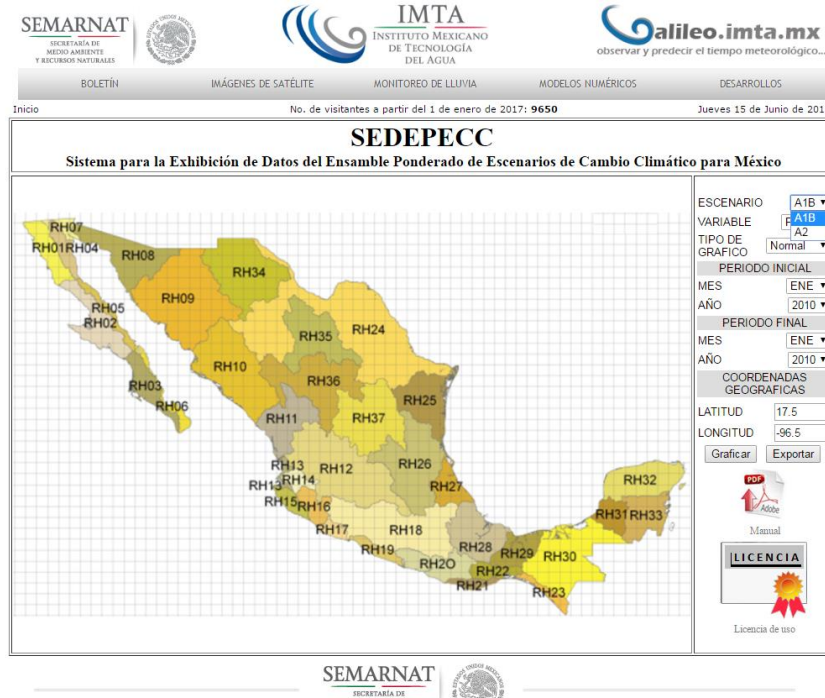 SEMARNAT
SECRETARÍA DE
MEDIO AMBIENTE
Y RECURSOS NATURALES
IMTA
INSTITUTO MEXICANO
DE TECNOLOGÍA
DEL AGUA
Galileo.imta.mx
observar y predecir el tiempo meteorológico...
BOLETÍN IMÁGENES DE SATÉLITE MONITOREO DE LLUVIA MODELOS NUMÉRICOS DESARROLLOS
Inicio No. de visitantes a partir del 1 de enero de 2017: 9650 Jueves 15 de Junio de 201
SEDEPECC
Sistema para la Exhibición de Datos del Ensamble Ponderado de Escenarios de Cambio Climático para México
RH07
RH01 RH04
RH08
RH34
RH09
RH05
RH02
RH35
RH24
RH10
RH36
RH03
RH06
RH25
RH11
RH37
RH13
RH12
RH26
RH14
RH13
RH27
RH32
RH15
RH16
RH31 RH33
RH17
RH18
RH19
RH28
RH29
RH30
RH20
RH22
RH21
RH23
ESCENARIO A1B
A1B
VARIABLE
A2
TIPO DE
GRAFICO Normal
PERIODO INICIAL
MES ENE
AÑO 2010
PERIODO FINAL
MES ENE
AÑO 2010
COORDENADAS
GEOGRAFICAS
LATITUD 17.5
LONGITUD -96.5
Graficar Exportar
PDF
Adobe
Manual
LICENCIA
Licencia de uso
SEMARNAT
SECRETARÍA DE